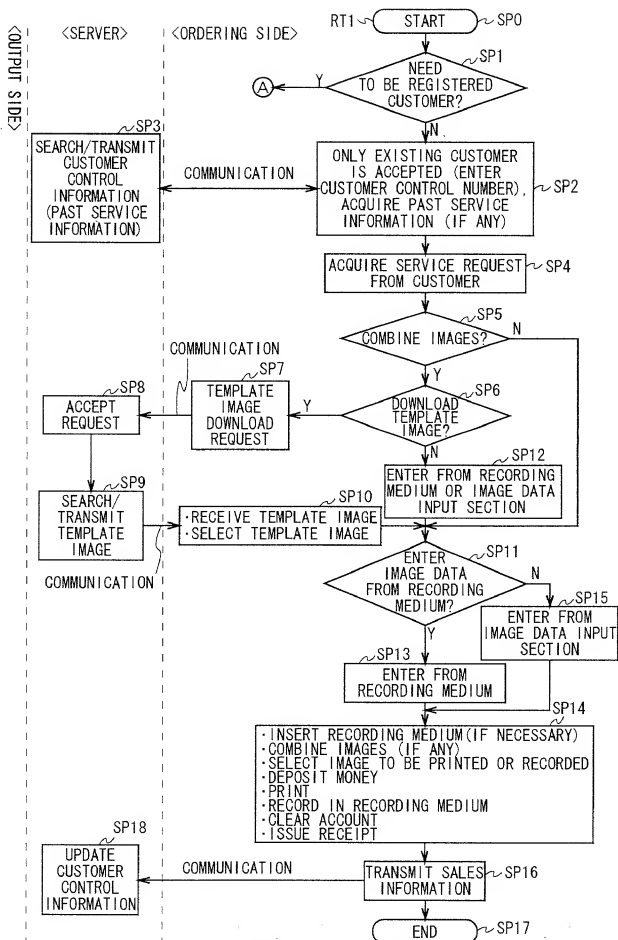 <OUTPUT SIDE>
<SERVER>
<ORDERING SIDE>
RT1
START
SP0
SP1
NEED
TO BE REGISTERED
CUSTOMER?
Y
A
N
SP3
SEARCH/TRANSMIT
CUSTOMER
CONTROL
INFORMATION
(PAST SERVICE
INFORMATION)
COMMUNICATION
ONLY EXISTING CUSTOMER
IS ACCEPTED (ENTER
CUSTOMER CONTROL NUMBER),
ACQUIRE PAST SERVICE
INFORMATION (IF ANY)
SP2
ACQUIRE SERVICE REQUEST
FROM CUSTOMER
SP4
SP5
COMBINE IMAGES?
N
Y
COMMUNICATION
SP7
TEMPLATE
IMAGE
DOWNLOAD
REQUEST
SP6
DOWNLOAD
TEMPLATE
IMAGE?
Y
N
SP8
ACCEPT
REQUEST
SP12
ENTER FROM RECORDING
MEDIUM OR IMAGE DATA
INPUT SECTION
SP9
SEARCH/
TRANSMIT
TEMPLATE
IMAGE
COMMUNICATION
SP10
・RECEIVE TEMPLATE IMAGE
・SELECT TEMPLATE IMAGE
SP11
ENTER
IMAGE DATA
FROM RECORDING
MEDIUM?
N
Y
SP15
ENTER FROM
IMAGE DATA INPUT
SECTION
SP13
ENTER FROM
RECORDING MEDIUM
SP14
・INSERT RECORDING MEDIUM(IF NECESSARY)
・COMBINE IMAGES (IF ANY)
・SELECT IMAGE TO BE PRINTED OR RECORDED
・DEPOSIT MONEY
・PRINT
・RECORD IN RECORDING MEDIUM
・CLEAR ACCOUNT
・ISSUE RECEIPT
SP18
UPDATE
CUSTOMER
CONTROL
INFORMATION
COMMUNICATION
TRANSMIT SALES
INFORMATION
SP16
END
SP17